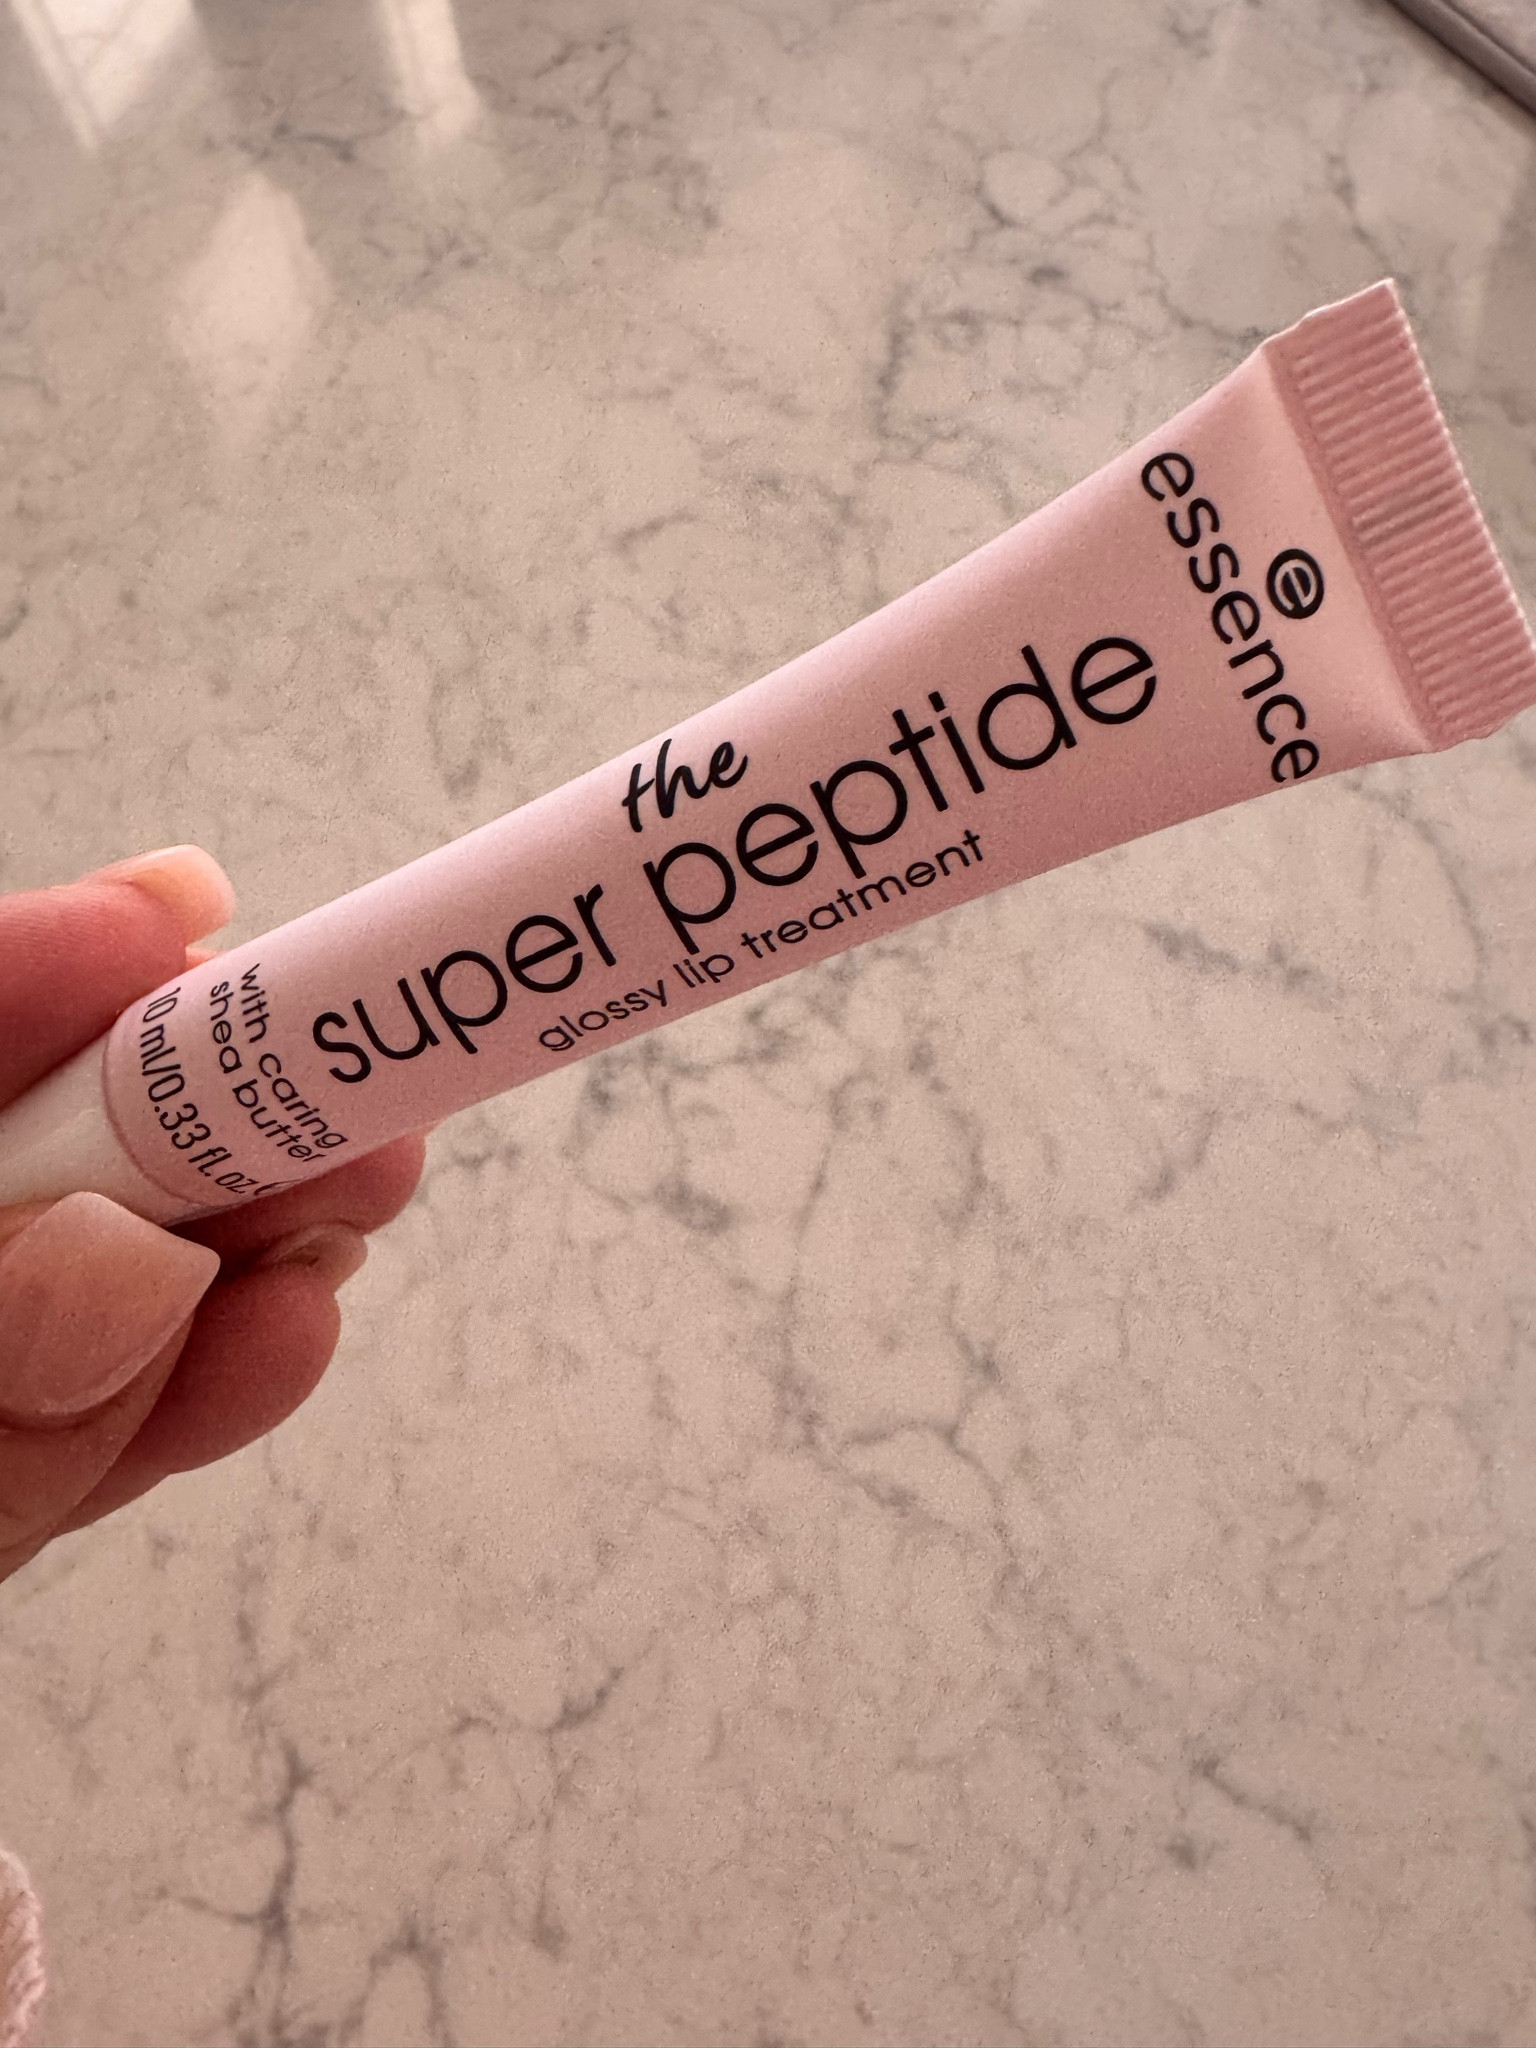 the
super peptide
glossy lip treatment
e
essence
with caring
shea butter
10 ml/0.33 fl. oz.